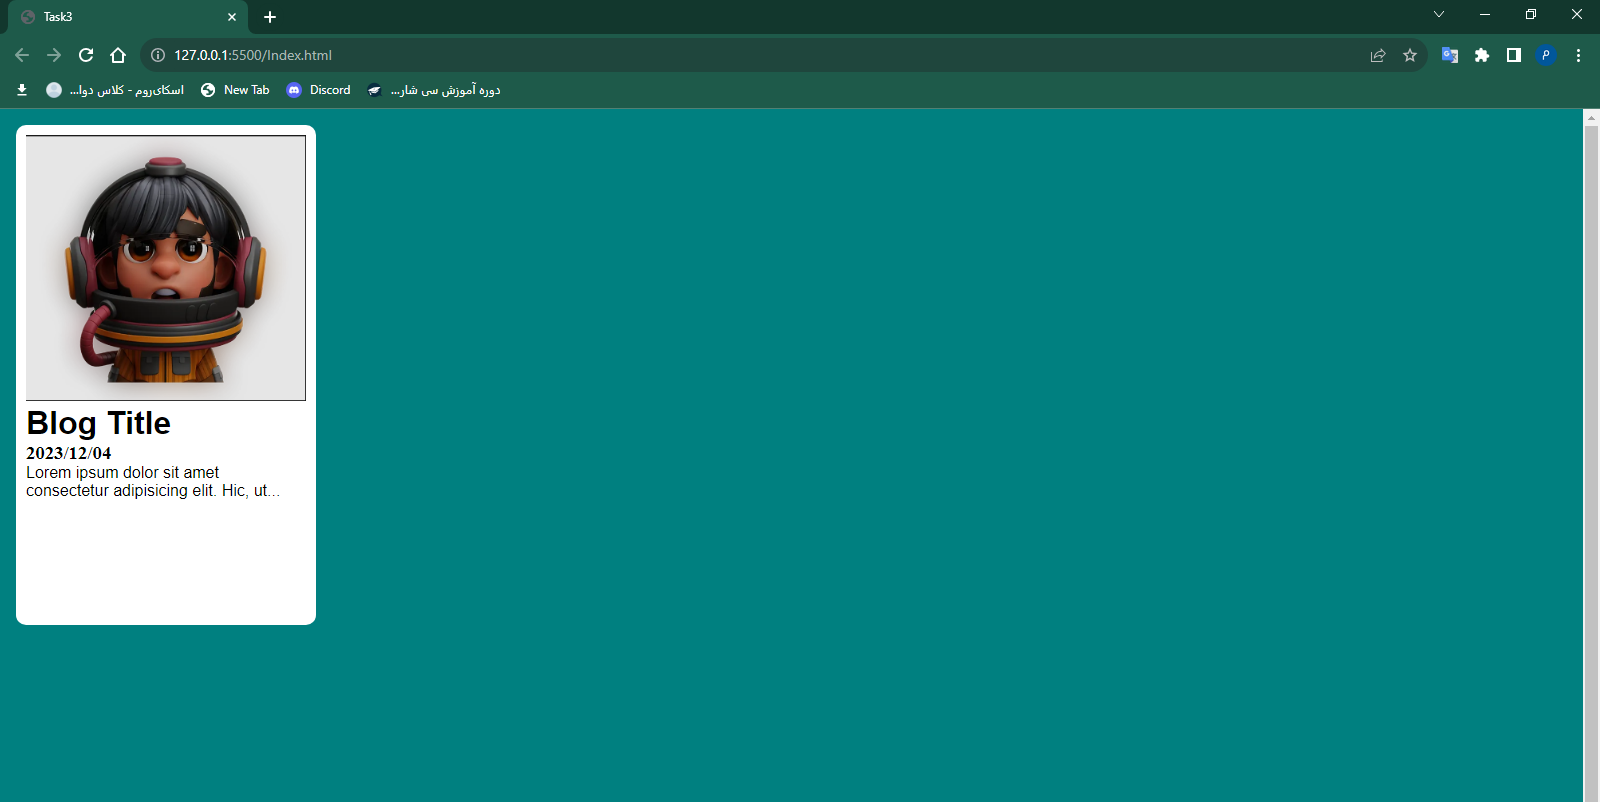 Task3
127.0.0.1:5500/Index.html
اسکای‌روم - کلاس دوا...
New Tab
Discord
دوره آموزش سی شار...
P
Blog Title
2023/12/04
Lorem ipsum dolor sit amet
consectetur adipisicing elit. Hic, ut...